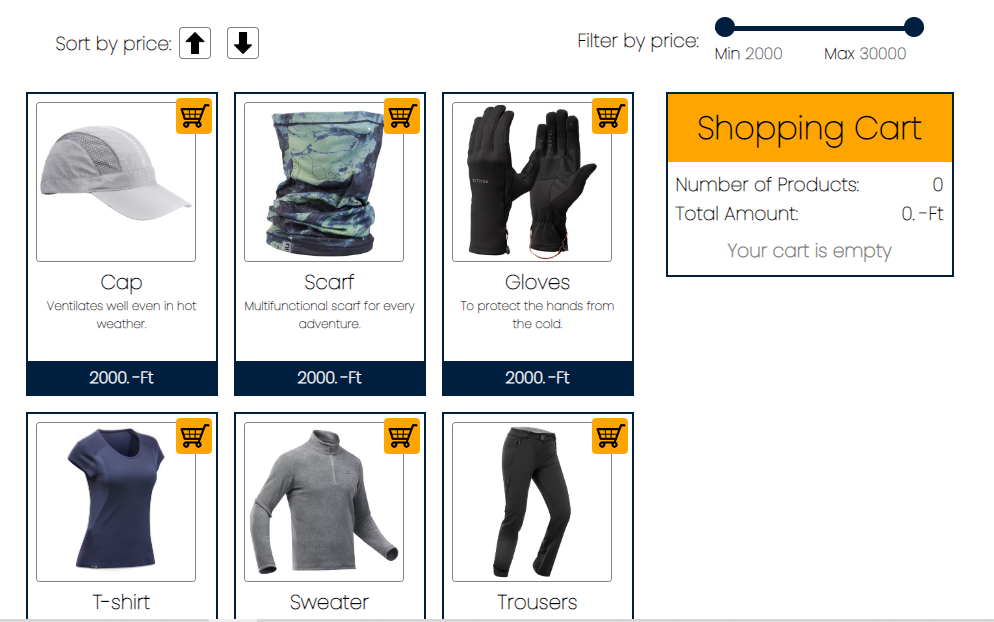 Sort by price:
Filter by price:
Min 2000 Max 30000
Shopping Cart
Number of Products: 0
Total Amount: 0.-Ft
Your cart is empty
Cap
Ventilates well even in hot
weather.
2000.-Ft
Scarf
Multifunctional scarf for every
adventure.
2000.-Ft
Gloves
To protect the hands from
the cold.
2000.-Ft
T-shirt
Sweater
Trousers